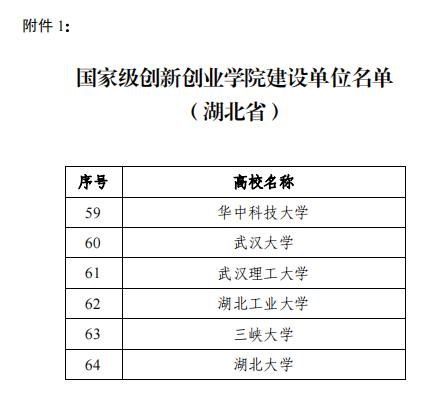 附件 1：
国家级创新创业学院建设单位名单
（湖北省）
序号 高校名称
59 华中科技大学
60 武汉大学
61 武汉理工大学
62 湖北工业大学
63 三峡大学
64 湖北大学